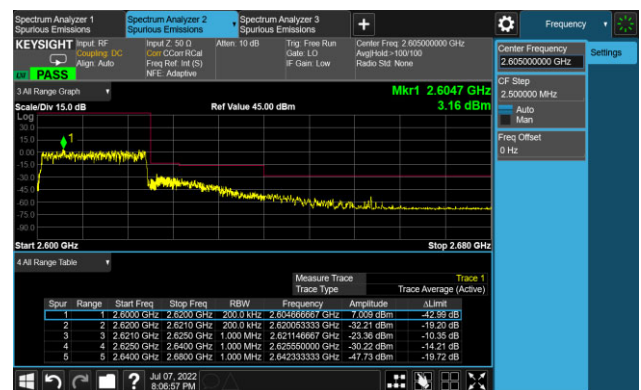 Spectrum Analyzer 1
Spurious Emissions
Spectrum Analyzer 2
Spurious Emissions
Spectrum Analyzer 3
Spurious Emissions
+
Frequency
KEYSIGHT
PASS
Input: RF
Coupling: DC
Align: Auto
Input Z: 50 Ω
Corr CCorr RCal
Freq Ref: Int (S)
NFE: Adaptive
Atten: 10 dB
Trig: Free Run
Gate: LO
IF Gain: Low
Center Freq: 2.605000000 GHz
Avg|Hold:>100/100
Radio Std: None
Center Frequency
2.605000000 GHz
Settings
CF Step
2.500000 MHz
Auto
Man
Freq Offset
0 Hz
3 All Range Graph
Mkr1 2.6047 GHz
Scale/Div 15.0 dB
Ref Value 45.00 dBm
3.16 dBm
Log
30.0
15.0
0.00
-15.0
-30.0
-45.0
-60.0
-75.0
-90.0
1
Start 2.600 GHz
Stop 2.680 GHz
4 All Range Table
Measure Trace Trace 1
Trace Type Trace Average (Active)
Spur Range Start Freq Stop Freq RBW Frequency Amplitude ΔLimit
1 1 2.6000 GHz 2.6200 GHz 200.0 kHz 2.604666667 GHz 7.009 dBm -42.99 dB
2 2 2.6200 GHz 2.6210 GHz 200.0 kHz 2.620053333 GHz -32.21 dBm -19.20 dB
3 3 2.6210 GHz 2.6250 GHz 1.000 MHz 2.621146667 GHz -23.36 dBm -10.35 dB
4 4 2.6250 GHz 2.6400 GHz 1.000 MHz 2.625550000 GHz -30.22 dBm -14.21 dB
5 5 2.6400 GHz 2.6800 GHz 1.000 MHz 2.642333333 GHz -47.73 dBm -19.72 dB
?
Jul 07, 2022
8:06:57 PM